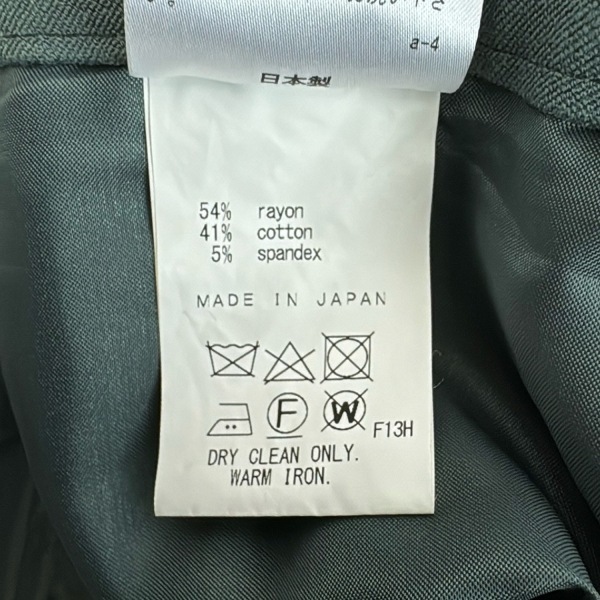 a-4
日本製
54% rayon
41% cotton
5% spandex
MADE IN JAPAN
F
W
F13H
DRY CLEAN ONLY.
WARM IRON.